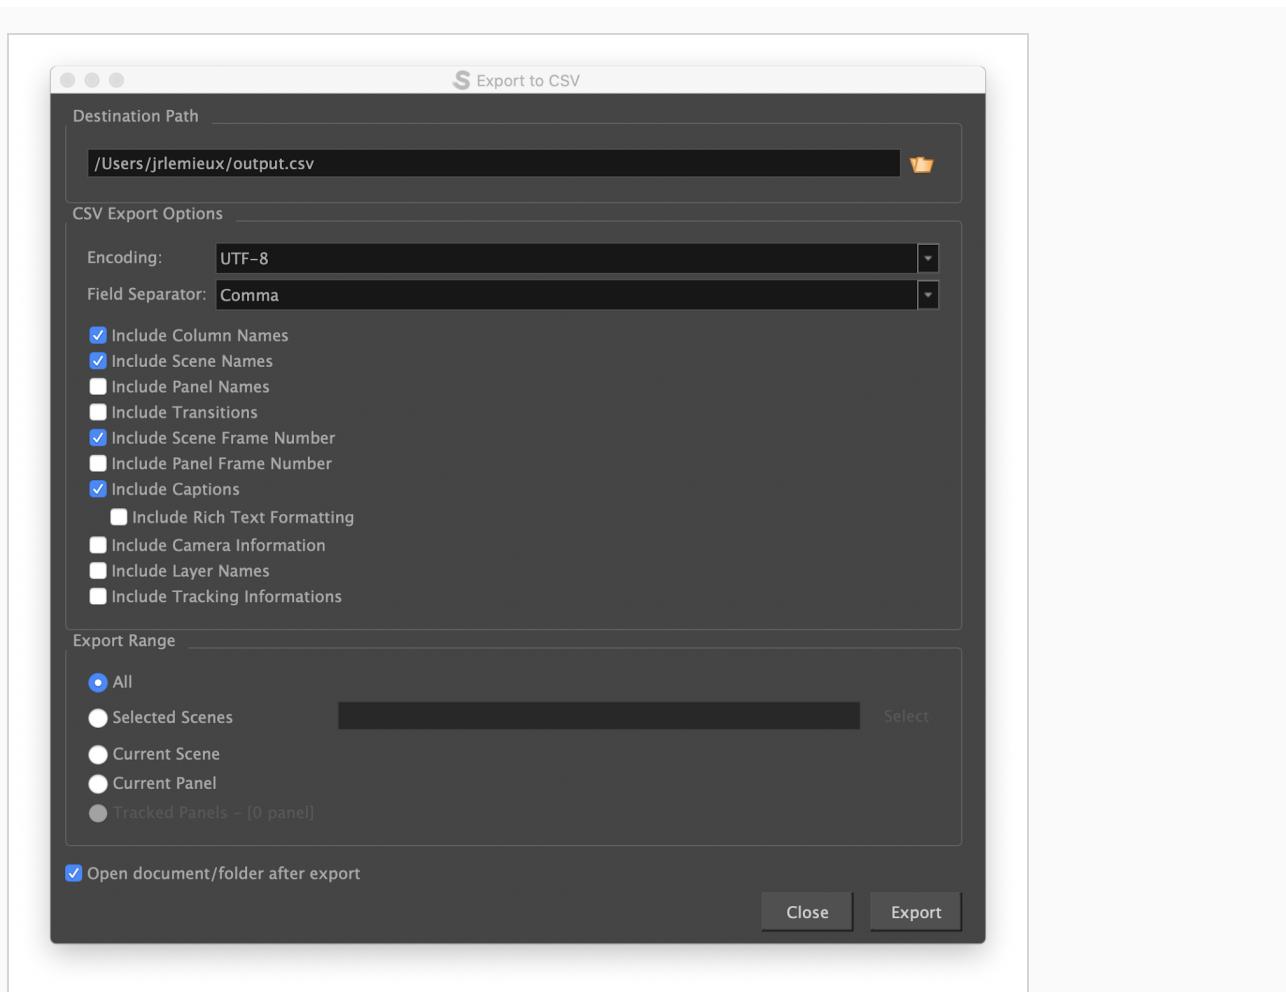 Export to CSV
Destination Path
/Users/jrlemieux/output.csv
CSV Export Options
Encoding: UTF-8
Field Separator: Comma
Include Column Names
Include Scene Names
Include Panel Names
Include Transitions
Include Scene Frame Number
Include Panel Frame Number
Include Captions
Include Rich Text Formatting
Include Camera Information
Include Layer Names
Include Tracking Informations
Export Range
All
Selected Scenes Select
Current Scene
Current Panel
Tracked Panels - [0 panel]
Open document/folder after export
Close Export